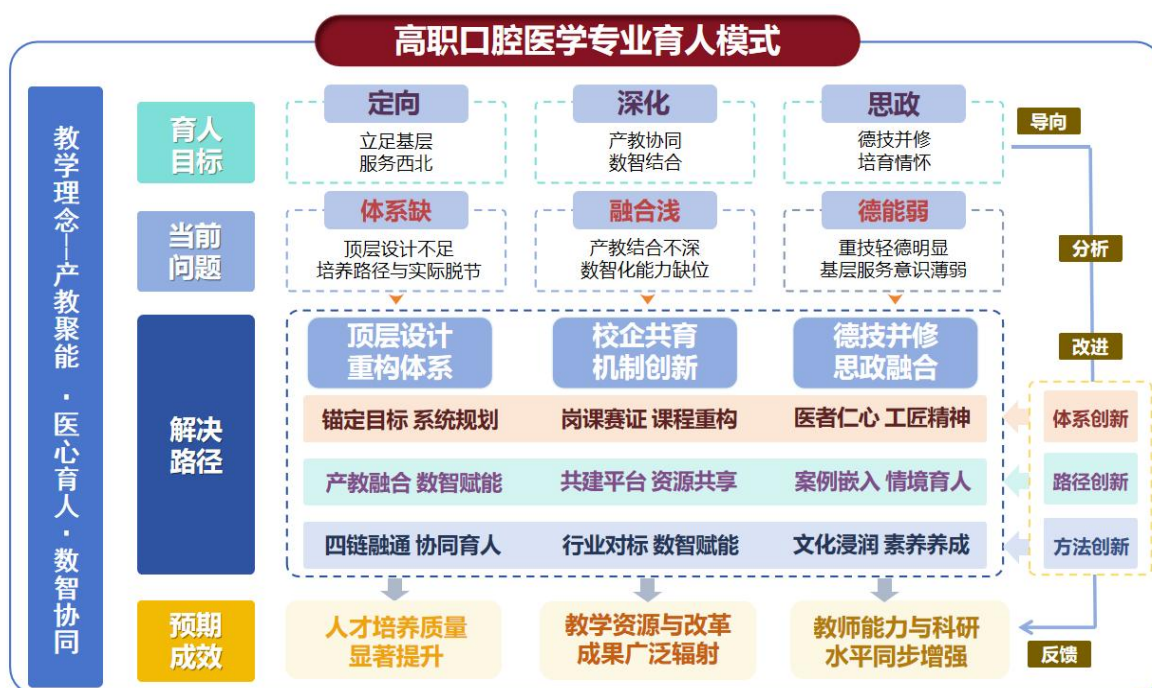 高职口腔医学专业育人模式
教学理念—产教聚能·医心育人·数智协同
育人
目标
定向
立足基层
服务西北
深化
产教协同
数智结合
思政
德技并修
培育情怀
导向
当前
问题
体系缺
顶层设计不足
培养路径与实际脱节
融合浅
产教结合不深
数智化能力缺位
德能弱
重技轻德明显
基层服务意识薄弱
分析
解决
路径
顶层设计
重构体系
校企共育
机制创新
德技并修
思政融合
改进
锚定目标 系统规划
岗课赛证 课程重构
医者仁心 工匠精神
体系创新
产教融合 数智赋能
共建平台 资源共享
案例嵌入 情境育人
路径创新
四链融通 协同育人
行业对标 数智赋能
文化浸润 素养养成
方法创新
预期
成效
人才培养质量
显著提升
教学资源与改革
成果广泛辐射
教师能力与科研
水平同步增强
反馈